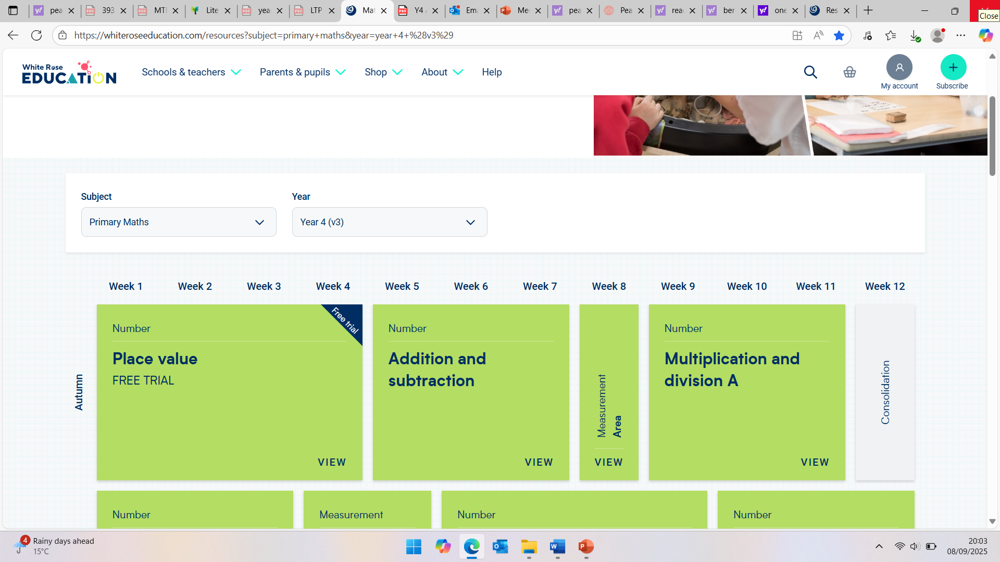 pea
393
MT
Lite
yea
LTP
Mat
Y4
Ema
Me
pea
Pea
rea
ber
one
Res
Close
https://whiteroseeducation.com/resources?subject=primary+maths&year=year+4+%28v3%29
White Rose
EDUCATION
Schools & teachers
Parents & pupils
Shop
About
Help
My account
Subscribe
Subject
Year
Primary Maths
Year 4 (v3)
Week 1
Week 2
Week 3
Week 4
Week 5
Week 6
Week 7
Week 8
Week 9
Week 10
Week 11
Week 12
Autumn
Free trial
Number
Place value
FREE TRIAL
VIEW
Number
Addition and
subtraction
VIEW
Measurement
Area
VIEW
Number
Multiplication and
division A
VIEW
Consolidation
Number
Measurement
Number
Number
4
Rainy days ahead
15°C
20:03
08/09/2025